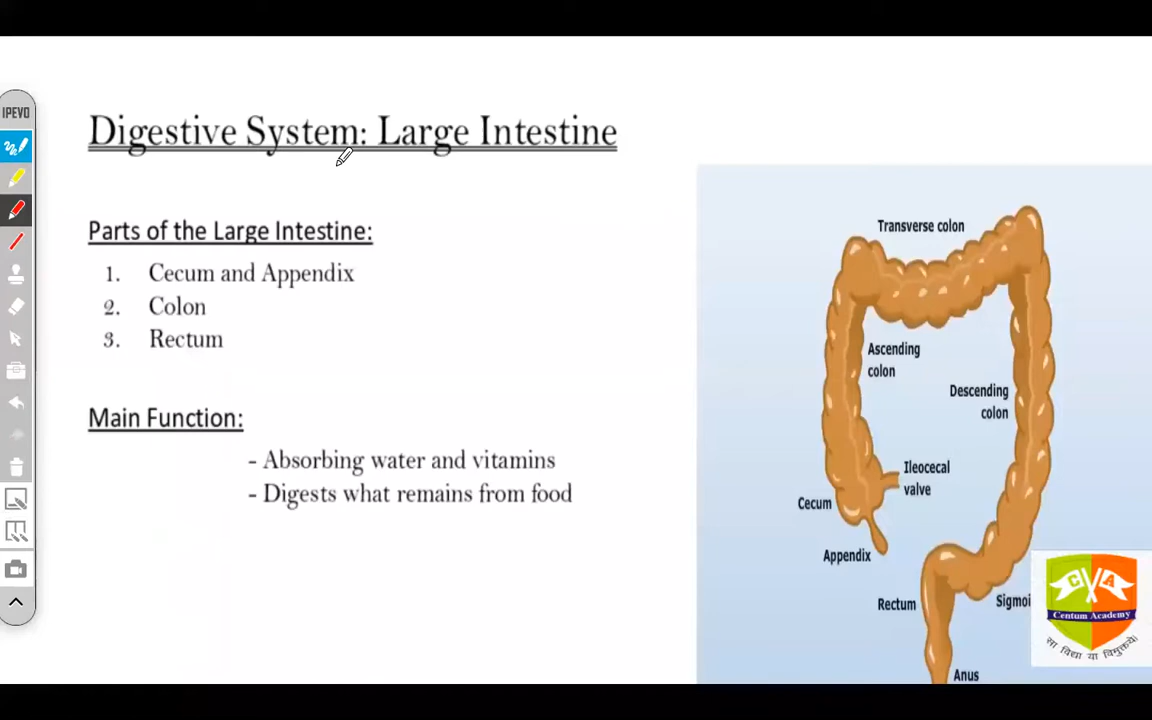 IPEVO
Digestive System: Large Intestine
Parts of the Large Intestine:
1. Cecum and Appendix
2. Colon
3. Rectum
Main Function:
- Absorbing water and vitamins
- Digests what remains from food
Transverse colon
Ascending
colon
Descending
colon
Ileocecal
valve
Cecum
Appendix
Rectum
Sigmoi
Anus
C A
Centum Academy
सा विद्या या विमुक्तये